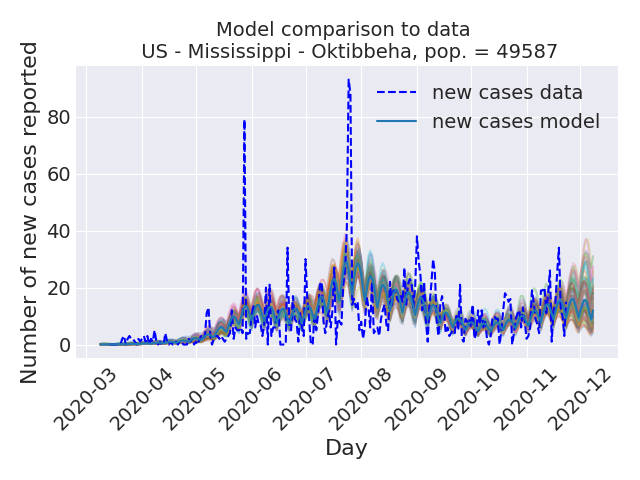 Model comparison to data
US - Mississippi - Oktibbeha, pop. = 49587
Number of new cases reported
80
60
40
20
0
new cases data
new cases model
2020-03
2020-04
2020-05
2020-06
2020-07
2020-08
2020-09
2020-10
2020-11
2020-12
Day